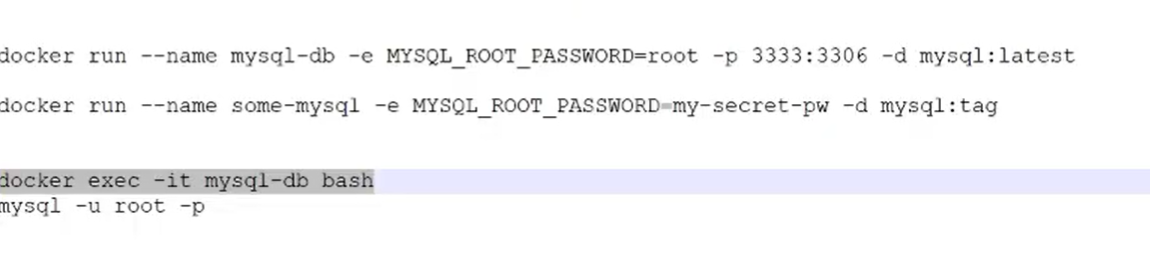 docker run --name mysql-db -e MYSQL_ROOT_PASSWORD=root -p 3333:3306 -d mysql:latest
docker run --name some-mysql -e MYSQL_ROOT_PASSWORD=my-secret-pw -d mysql:tag
docker exec -it mysql-db bash
mysql -u root -p